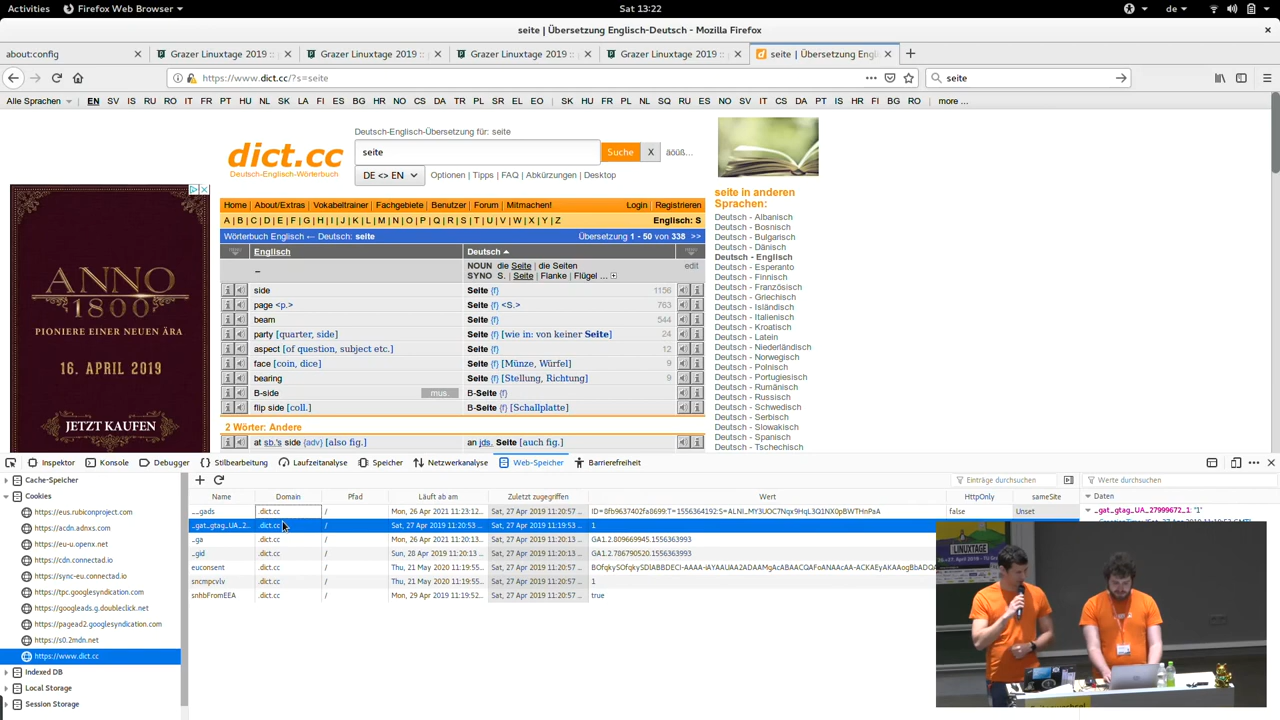 Activities Firefox Web Browser Sat 13:22 de
seite | Übersetzung Englisch-Deutsch - Mozilla Firefox
about:config Grazer Linuxtage 2019 :: Grazer Linuxtage 2019 :: Grazer Linuxtage 2019 :: Grazer Linuxtage 2019 :: seite | Übersetzung Engl
https://www.dict.cc/?s=seite seite
Alle Sprachen EN SV IS RU RO IT FR PT HU NL SK LA FI ES BG HR NO CS DA TR PL SR EL EO | SK HU FR PL NL SQ RU ES NO SV IT CS DA PT IS HR FI BG RO | more ...
Deutsch-Englisch-Übersetzung für: seite
dict.cc
Deutsch-Englisch-Wörterbuch
seite Suche X äöüß...
DE <> EN Optionen | Tipps | FAQ | Abkürzungen | Desktop
Home About/Extras Vokabeltrainer Fachgebiete Benutzer Forum Mitmachen! Login Registrieren
A | B | C | D | E | F | G | H | I | J | K | L | M | N | O | P | Q | R | S | T | U | V | W | X | Y | Z Englisch: S
Wörterbuch Englisch ← Deutsch: seite Übersetzung 1 - 50 von 338 >>
Englisch Deutsch
– NOUN die Seite | die Seiten edit
SYNO S. | Seite | Flanke | Flügel ...
side Seite {f} 1156
page <p.> Seite {f} <S.> 763
beam Seite {f} 544
party [quarter, side] Seite {f} [wie in: von keiner Seite] 24
aspect [of question, subject etc.] Seite {f} 12
face [coin, dice] Seite {f} [Münze, Würfel] 9
bearing Seite {f} [Stellung, Richtung] 9
B-side mus. B-Seite {f}
flip side [coll.] B-Seite {f} [Schallplatte]
2 Wörter: Andere
at sb.'s side {adv} [also fig.] an jds. Seite [auch fig.]
seite in anderen
Sprachen:
Deutsch - Albanisch
Deutsch - Bosnisch
Deutsch - Bulgarisch
Deutsch - Dänisch
Deutsch - Englisch
Deutsch - Esperanto
Deutsch - Finnisch
Deutsch - Französisch
Deutsch - Griechisch
Deutsch - Isländisch
Deutsch - Italienisch
Deutsch - Kroatisch
Deutsch - Latein
Deutsch - Niederländisch
Deutsch - Norwegisch
Deutsch - Polnisch
Deutsch - Portugiesisch
Deutsch - Rumänisch
Deutsch - Russisch
Deutsch - Schwedisch
Deutsch - Serbisch
Deutsch - Slowakisch
Deutsch - Spanisch
Deutsch - Tschechisch
ANNO
1800
PIONIERE EINER NEUEN ÄRA
16. APRIL 2019
JETZT KAUFEN
Inspektor Konsole Debugger Stilbearbeitung Laufzeitanalyse Speicher Netzwerkanalyse Web-Speicher Barrierefreiheit
Cache-Speicher
Cookies
https://eus.rubiconproject.com
https://acdn.adnxs.com
https://eu-u.openx.net
https://cdn.connectad.io
https://sync-eu.connectad.io
https://tpc.googlesyndication.com
https://googleads.g.doubleclick.net
https://pagead2.googlesyndication.com
https://s0.2mdn.net
https://www.dict.cc
Indexed DB
Local Storage
Session Storage
Einträge durchsuchen Werte durchsuchen
Name Domain Pfad Läuft ab am Zuletzt zugegriffen Wert HttpOnly sameSite
__gads .dict.cc / Mon, 26 Apr 2021 11:23:12... Sat, 27 Apr 2019 11:20:57 ... ID=8fb9637402fa8699:T=1556364192:S=ALNI_MY3UOC7Nqx9HqL3Q1NX0pBWTHnPaA false Unset
_gat_gtag_UA_2... .dict.cc / Sat, 27 Apr 2019 11:20:53 ... Sat, 27 Apr 2019 11:19:53 ... 1
_ga .dict.cc / Mon, 26 Apr 2021 11:20:13... Sat, 27 Apr 2019 11:20:13 ... GA1.2.809669945.1556363993
_gid .dict.cc / Sun, 28 Apr 2019 11:20:13 ... Sat, 27 Apr 2019 11:20:13 ... GA1.2.786790520.1556363993
euconsent .dict.cc / Thu, 21 May 2020 11:19:55... Sat, 27 Apr 2019 11:20:57 ...
sncmpcvlv .dict.cc / Thu, 21 May 2020 11:19:55... Sat, 27 Apr 2019 11:20:57 ... 1
snhbFromEEA .dict.cc / Mon, 29 Apr 2019 11:19:52... Sat, 27 Apr 2019 11:20:57 ... true
Daten
_gat_gtag_UA_27999672_1: "1"
LINUXTAGE